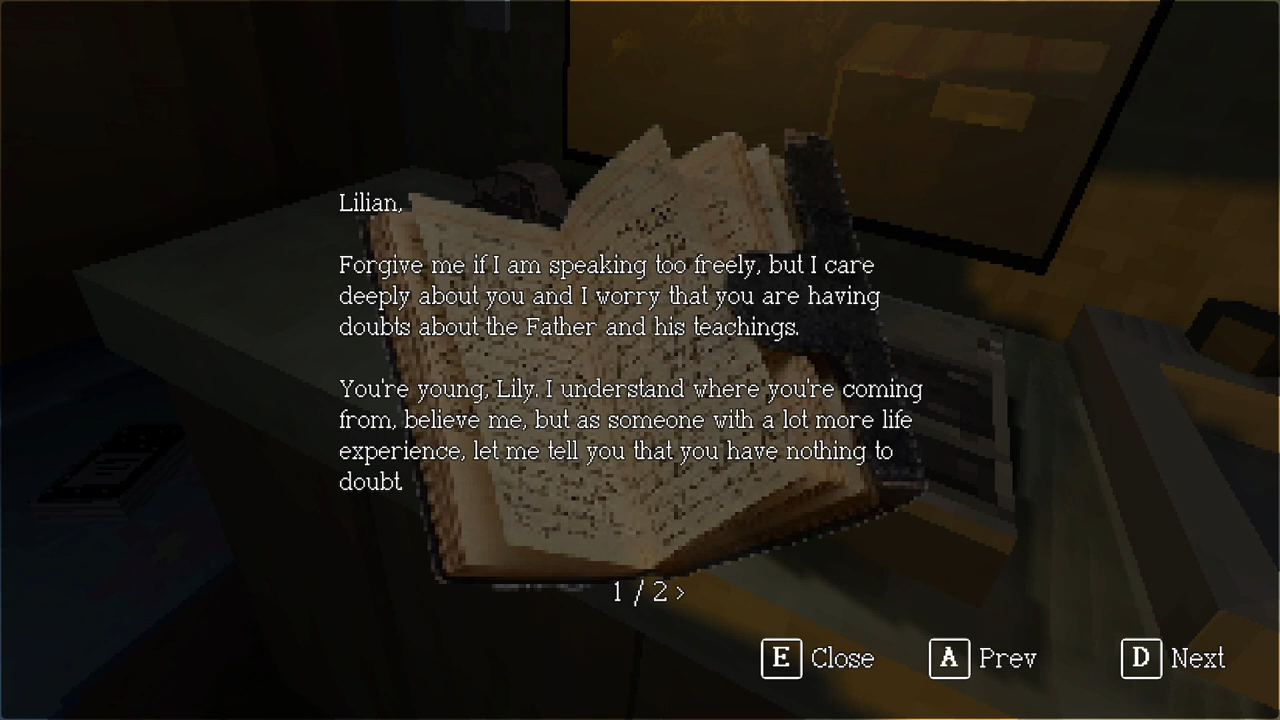 Lilian,
Forgive me if I am speaking too freely, but I care
deeply about you and I worry that you are having
doubts about the Father and his teachings.
You're young, Lily. I understand where you're coming
from, believe me, but as someone with a lot more life
experience, let me tell you that you have nothing to
doubt.
1 / 2 >
E Close A Prev D Next